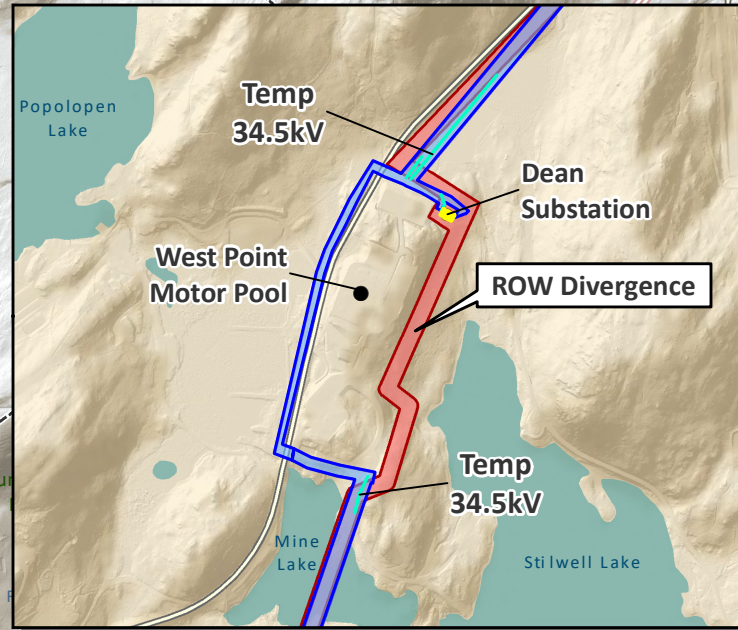 Popolopen
Lake
Temp
34.5kV
Dean
Substation
West Point
Motor Pool
ROW Divergence
Temp
34.5kV
Mine
Lake
Stilwell Lake